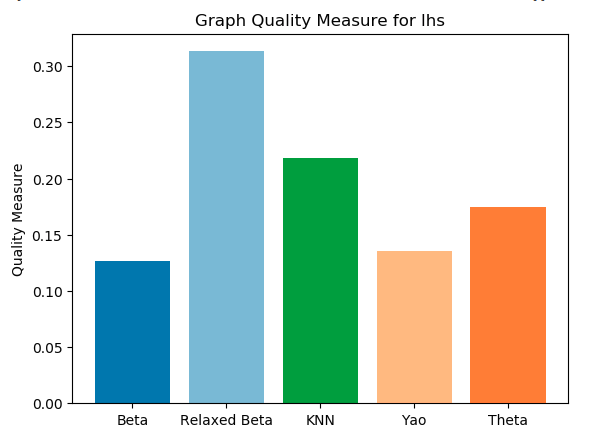 Graph Quality Measure for lhs
Quality Measure
0.30
0.25
0.20
0.15
0.10
0.05
0.00
Beta Relaxed Beta KNN Yao Theta